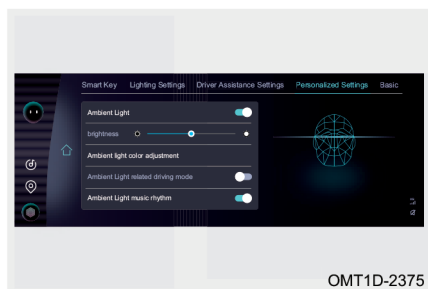 Smart Key Lighting Settings Driver Assistance Settings Personalized Settings Basic
Ambient Light
brightness
Ambient light color adjustment
Ambient Light related driving mode
Ambient Light music rhythm
OMT1D-2375